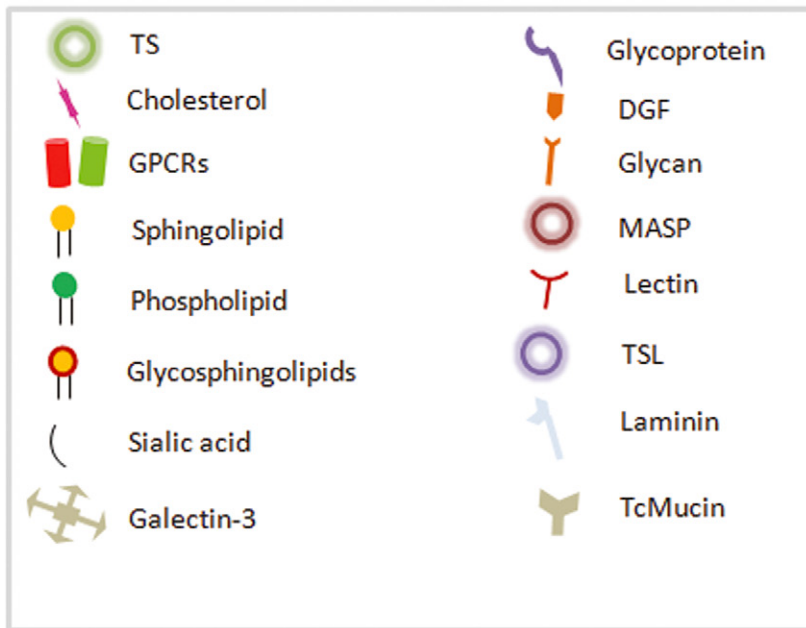 TS
Cholesterol
GPCRs
Sphingolipid
Phospholipid
Glycosphingolipids
Sialic acid
Galectin-3
Glycoprotein
DGF
Glycan
MASP
Lectin
TSL
Laminin
TcMucin